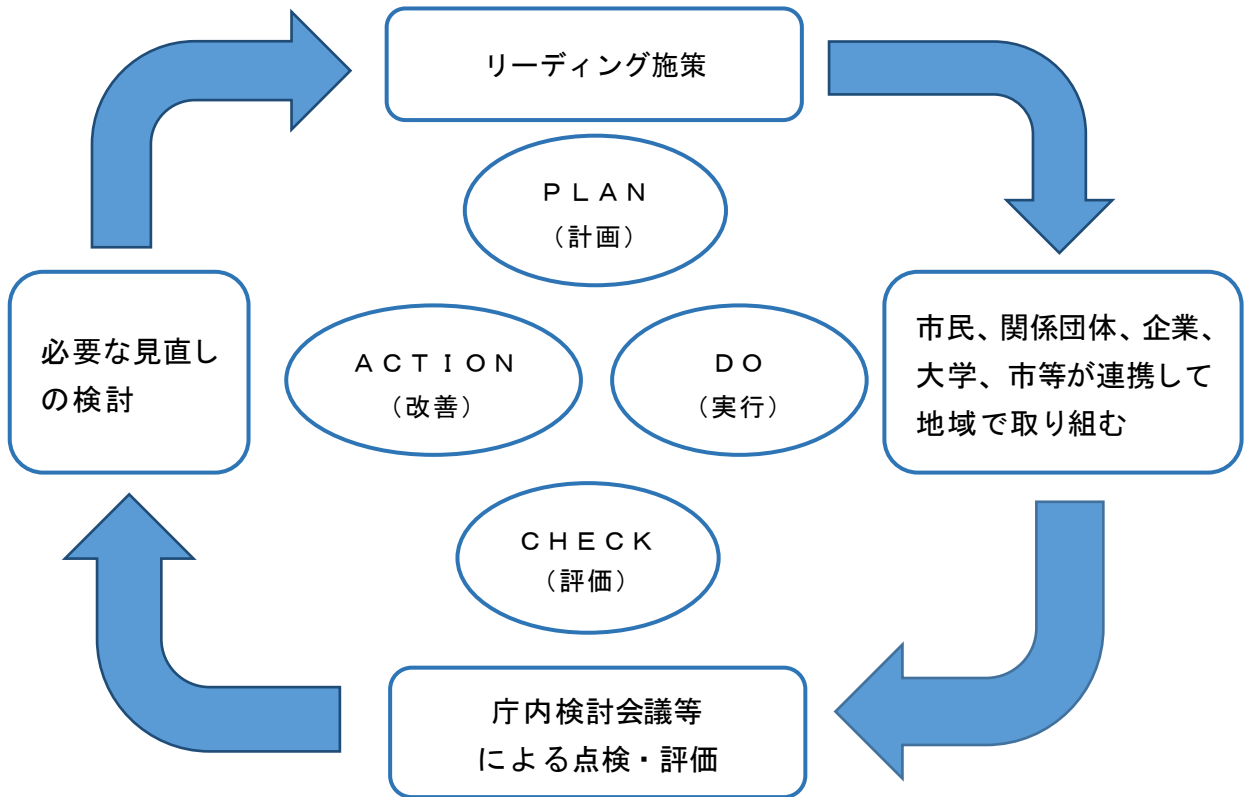 リーディング施策
ＰＬＡＮ
（計画）
必要な見直し
の検討
ＡＣＴＩＯＮ
（改善）
ＤＯ
（実行）
市民、関係団体、企業、
大学、市等が連携して
地域で取り組む
ＣＨＥＣＫ
（評価）
庁内検討会議等
による点検・評価